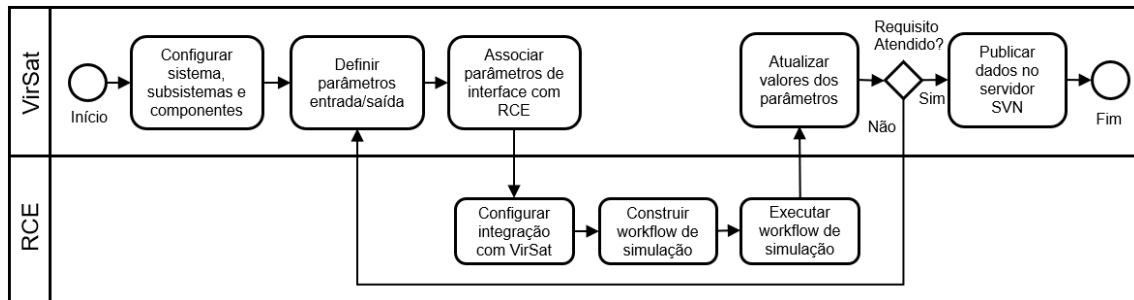 VirSat
Início
Configurar
sistema,
subsistemas e
componentes
Definir
parâmetros
entrada/saída
Associar
parâmetros de
interface com
RCE
Atualizar
valores dos
parâmetros
Requisito
Atendido?
Sim
Não
Publicar
dados no
servidor
SVN
Fim
RCE
Configurar
integração
com VirSat
Construir
workflow de
simulação
Executar
workflow de
simulação